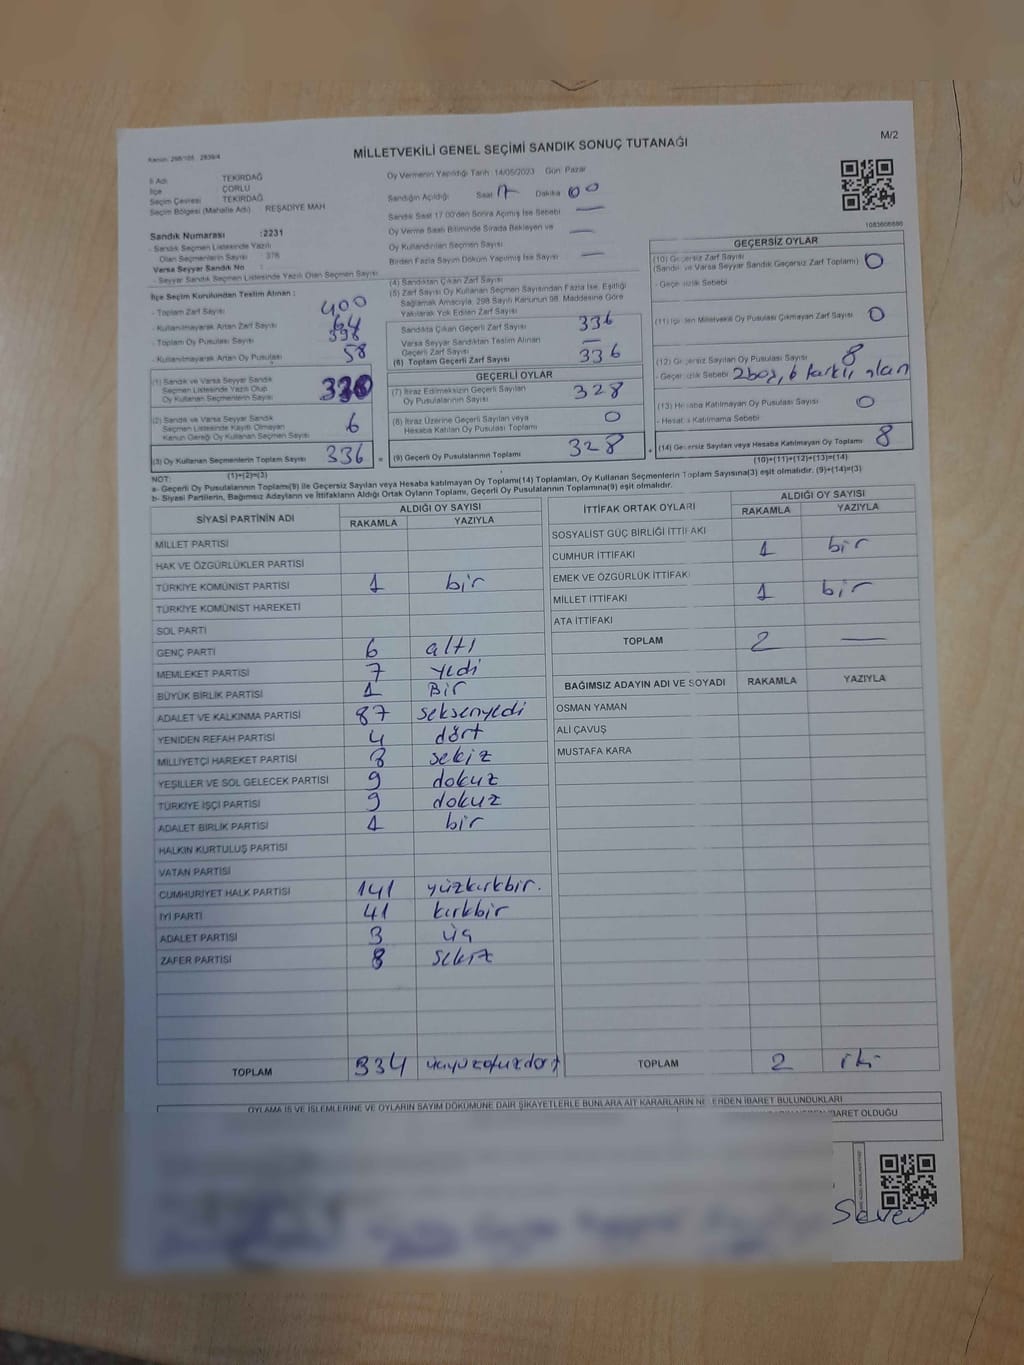 Kanun: 298/105 2839/4
M/2
MİLLETVEKİLİ GENEL SEÇİMİ SANDIK SONUÇ TUTANAĞI
İl Adı TEKİRDAĞ
İlçe ÇORLU
Seçim Çevresi TEKİRDAĞ
Seçim Bölgesi (Mahalle Adı) REŞADİYE MAH
Sandık Numarası :2231
- Sandık Seçmen Listesinde Yazılı
Olan Seçmenlerin Sayısı 376
Varsa Seyyar Sandık No :
- Seyyar Sandık Seçmen Listesinde Yazılı Olan Seçmen Sayısı
İlçe Seçim Kurulundan Teslim Alınan :
- Toplam Zarf Sayısı 400
- Kullanılmayarak Artan Zarf Sayısı 64
- Toplam Oy Pusulası Sayısı 398
- Kullanılmayarak Artan Oy Pusulası 58
(1) Sandık ve Varsa Seyyar Sandık
Seçmen Listesinde Yazılı Olup
Oy Kullanan Seçmenlerin Sayısı 330
(2) Sandık ve Varsa Seyyar Sandık
Seçmen Listesinde Kayıtlı Olmayan
Kanun Gereği Oy Kullanan Seçmen Sayısı 6
(3) Oy Kullanan Seçmenlerin Toplam Sayısı 336 =
(1)+(2)=(3)
Oy Vermenin Yapıldığı Tarih :14/05/2023 Gün: Pazar
Sandığın Açıldığı Saat 17 Dakika 00
Sandık Saat 17:00'den Sonra Açılmış İse Sebebi —
Oy Verme Saati Bitiminde Sırada Bekleyen ve
Oy Kullandırılan Seçmen Sayısı —
Birden Fazla Sayım Döküm Yapılmış İse Sayısı —
(4) Sandıktan Çıkan Zarf Sayısı
(5) Zarf Sayısı Oy Kullanan Seçmen Sayısından Fazla İse, Eşitliği
Sağlamak Amacıyla, 298 Sayılı Kanunun 98. Maddesine Göre
Yakılarak Yok Edilen Zarf Sayısı
Sandıkta Çıkan Geçerli Zarf Sayısı 336
Varsa Seyyar Sandıktan Teslim Alınan
Geçerli Zarf Sayısı —
(6) Toplam Geçerli Zarf Sayısı 336
GEÇERLİ OYLAR
(7) İtiraz Edilmeksizin Geçerli Sayılan
Oy Pusulalarının Sayısı 328
(8) İtiraz Üzerine Geçerli Sayılan veya
Hesaba Katılan Oy Pusulası Toplamı 0
(9) Geçerli Oy Pusulalarının Toplamı 328 +
1083608686
GEÇERSİZ OYLAR
(10) Geçersiz Zarf Sayısı
(Sandık ve Varsa Seyyar Sandık Geçersiz Zarf Toplamı) 0
- Geçersizlik Sebebi
(11) İçinden Milletvekili Oy Pusulası Çıkmayan Zarf Sayısı 0
(12) Geçersiz Sayılan Oy Pusulası Sayısı 8
- Geçersizlik Sebebi 2 boş, 6 farklı olan
(13) Hesaba Katılmayan Oy Pusulası Sayısı 0
- Hesaba Katılmama Sebebi
(14) Geçersiz Sayılan veya Hesaba Katılmayan Oy Toplamı 8
(10)+(11)+(12)+(13)=(14)
NOT:
a- Geçerli Oy Pusulalarının Toplamı(9) ile Geçersiz Sayılan veya Hesaba katılmayan Oy Toplamı(14) Toplamları, Oy Kullanan Seçmenlerin Toplam Sayısına(3) eşit olmalıdır. (9)+(14)=(3)
b- Siyasi Partilerin, Bağımsız Adayların ve İttifakların Aldığı Ortak Oyların Toplamı, Geçerli Oy Pusulalarının Toplamına(9) eşit olmalıdır.
SİYASİ PARTİNİN ADI ALDIĞI OY SAYISI
RAKAMLA YAZIYLA
MİLLET PARTİSİ
HAK VE ÖZGÜRLÜKLER PARTİSİ
TÜRKİYE KOMÜNİST PARTİSİ 1 bir
TÜRKİYE KOMÜNİST HAREKETİ
SOL PARTİ
GENÇ PARTİ 6 altı
MEMLEKET PARTİSİ 7 yedi
BÜYÜK BİRLİK PARTİSİ 1 Bir
ADALET VE KALKINMA PARTİSİ 87 seksenyedi
YENİDEN REFAH PARTİSİ 4 dört
MİLLİYETÇİ HAREKET PARTİSİ 8 sekiz
YEŞİLLER VE SOL GELECEK PARTİSİ 9 dokuz
TÜRKİYE İŞÇİ PARTİSİ 9 dokuz
ADALET BİRLİK PARTİSİ 1 bir
HALKIN KURTULUŞ PARTİSİ
VATAN PARTİSİ
CUMHURİYET HALK PARTİSİ 141 yüzkırkbir.
İYİ PARTİ 41 kırkbir
ADALET PARTİSİ 3 üç
ZAFER PARTİSİ 8 sekiz
TOPLAM 334 üçyüzotuzdört
İTTİFAK ORTAK OYLARI ALDIĞI OY SAYISI
RAKAMLA YAZIYLA
SOSYALİST GÜÇ BİRLİĞİ İTTİFAKI
CUMHUR İTTİFAKI 1 bir
EMEK VE ÖZGÜRLÜK İTTİFAKI
MİLLET İTTİFAKI 1 bir
ATA İTTİFAKI
TOPLAM 2 —
BAĞIMSIZ ADAYIN ADI VE SOYADI RAKAMLA YAZIYLA
OSMAN YAMAN
ALİ ÇAVUŞ
MUSTAFA KARA
TOPLAM 2 iki
OYLAMA İŞ VE İŞLEMLERİNE VE OYLARIN SAYIM DÖKÜMÜNE DAİR ŞİKAYETLERLE BUNLARA AİT KARARLARIN NELERDEN İBARET BULUNDUKLARI
İBARET OLDUĞU